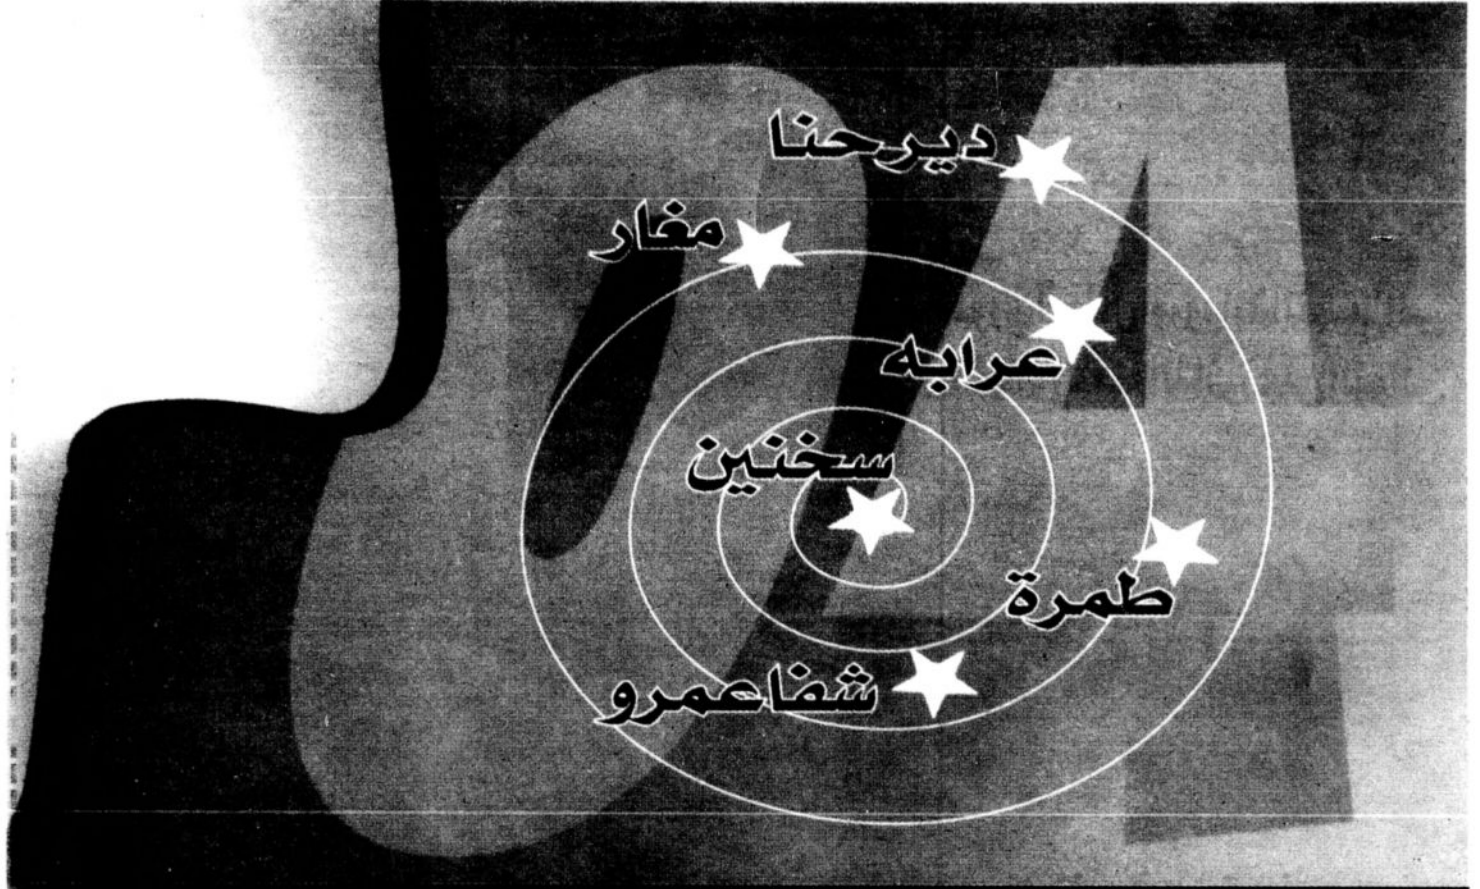 ديرحنا
مغار
عرابه
سخنين
طمرة
شفاعمرو